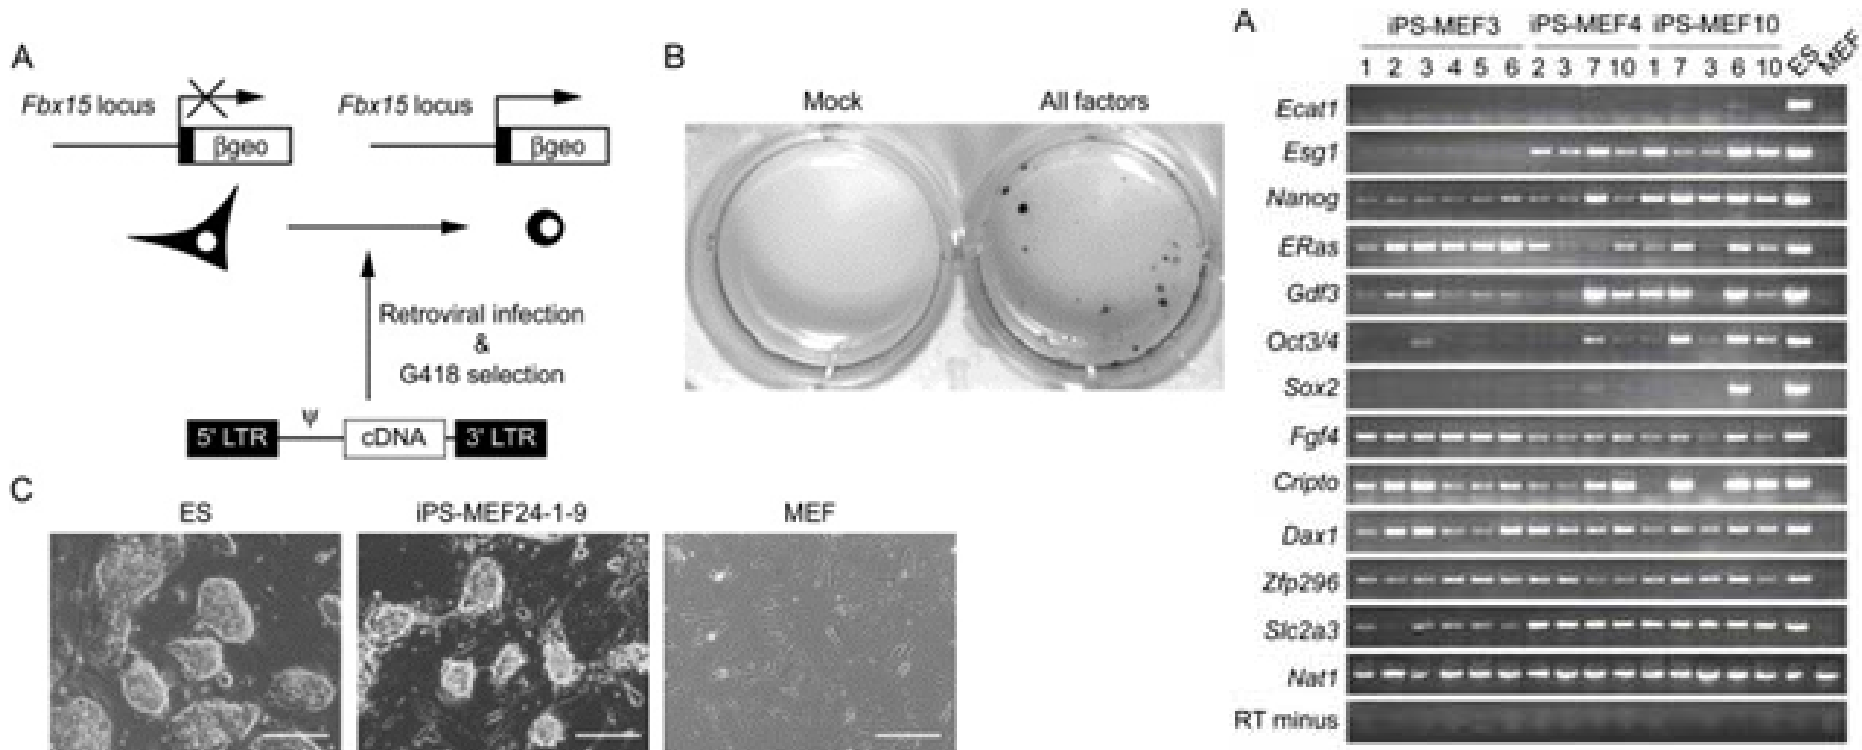 A
Fbx15 locus
Fbx15 locus
βgeo
βgeo
Retroviral infection
&
G418 selection
ψ
5' LTR
cDNA
3' LTR
B
Mock
All factors
C
ES
iPS-MEF24-1-9
MEF
A
iPS-MEF3 iPS-MEF4 iPS-MEF10
1 2 3 4 5 6 2 3 7 10 1 7 3 6 10 ES MEF
Ecat1
Esg1
Nanog
ERas
Gdf3
Oct3/4
Sox2
Fgf4
Cripto
Dax1
Zfp296
Slc2a3
Nat1
RT minus